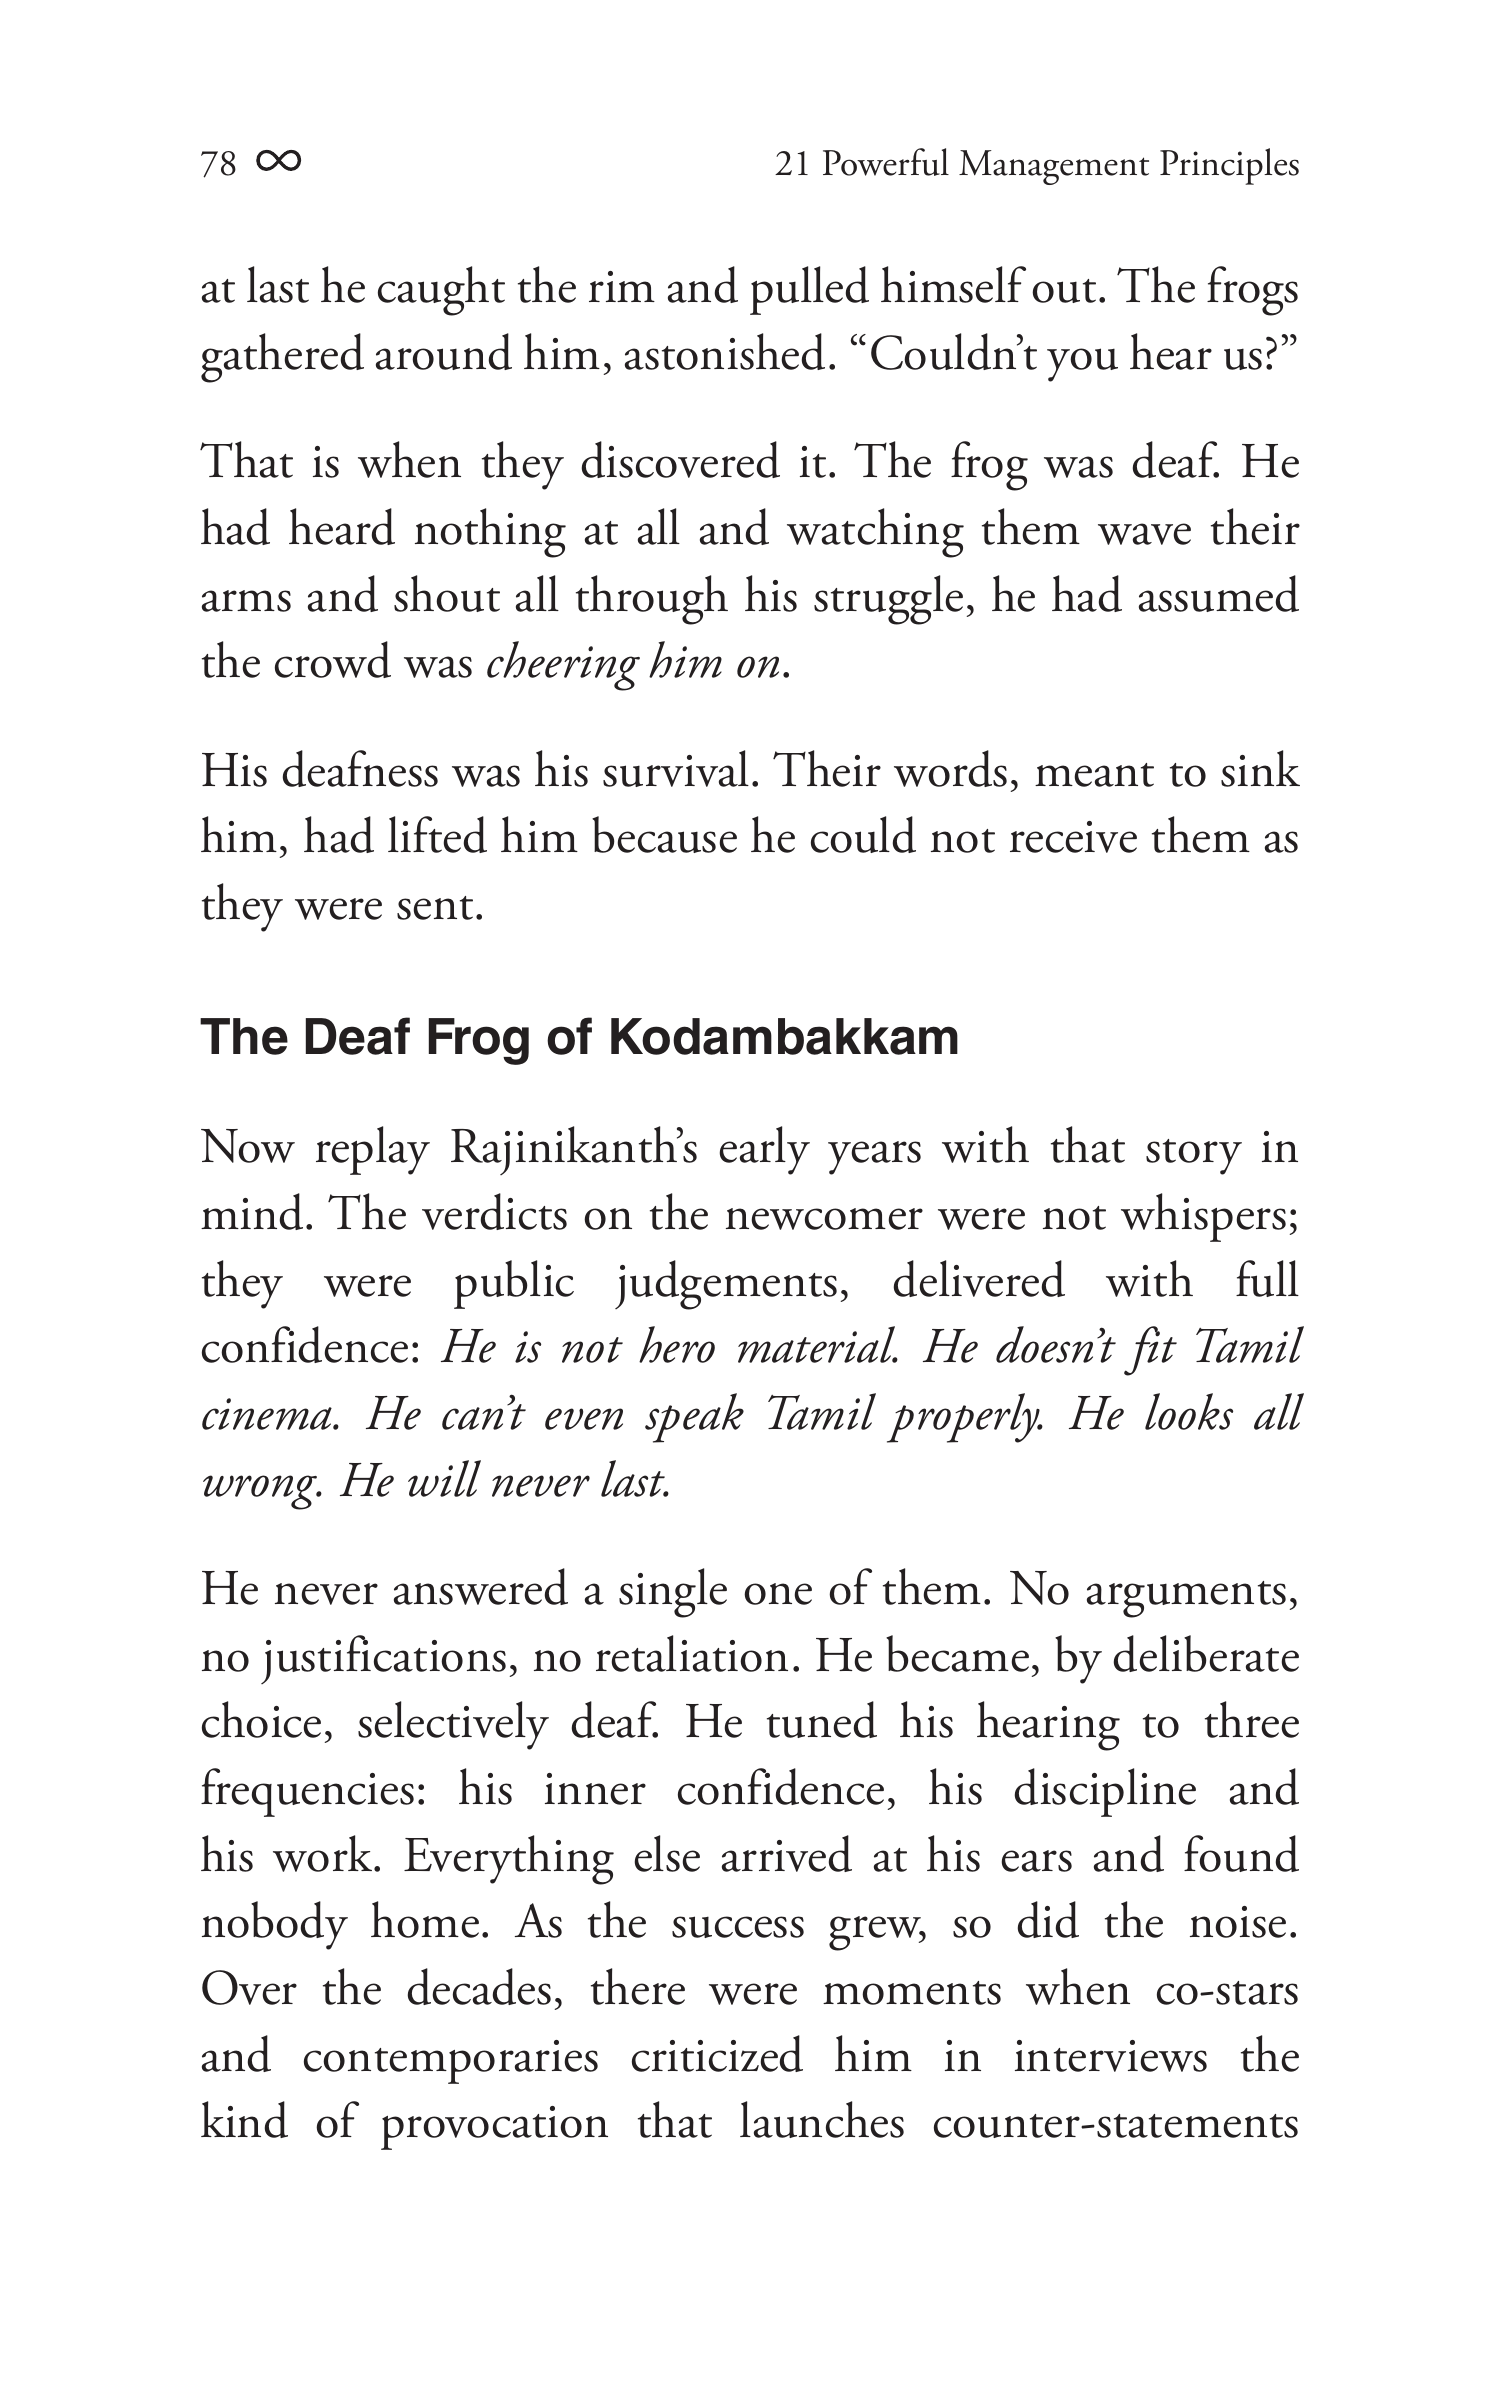 78 ∞ 21 Powerful Management Principles
at last he caught the rim and pulled himself out. The frogs
gathered around him, astonished. “Couldn’t you hear us?”
That is when they discovered it. The frog was deaf. He
had heard nothing at all and watching them wave their
arms and shout all through his struggle, he had assumed
the crowd was cheering him on.
His deafness was his survival. Their words, meant to sink
him, had lifted him because he could not receive them as
they were sent.
The Deaf Frog of Kodambakkam
Now replay Rajinikanth’s early years with that story in
mind. The verdicts on the newcomer were not whispers;
they were public judgements, delivered with full
confidence: He is not hero material. He doesn’t fit Tamil
cinema. He can’t even speak Tamil properly. He looks all
wrong. He will never last.
He never answered a single one of them. No arguments,
no justifications, no retaliation. He became, by deliberate
choice, selectively deaf. He tuned his hearing to three
frequencies: his inner confidence, his discipline and
his work. Everything else arrived at his ears and found
nobody home. As the success grew, so did the noise.
Over the decades, there were moments when co-stars
and contemporaries criticized him in interviews the
kind of provocation that launches counter-statements